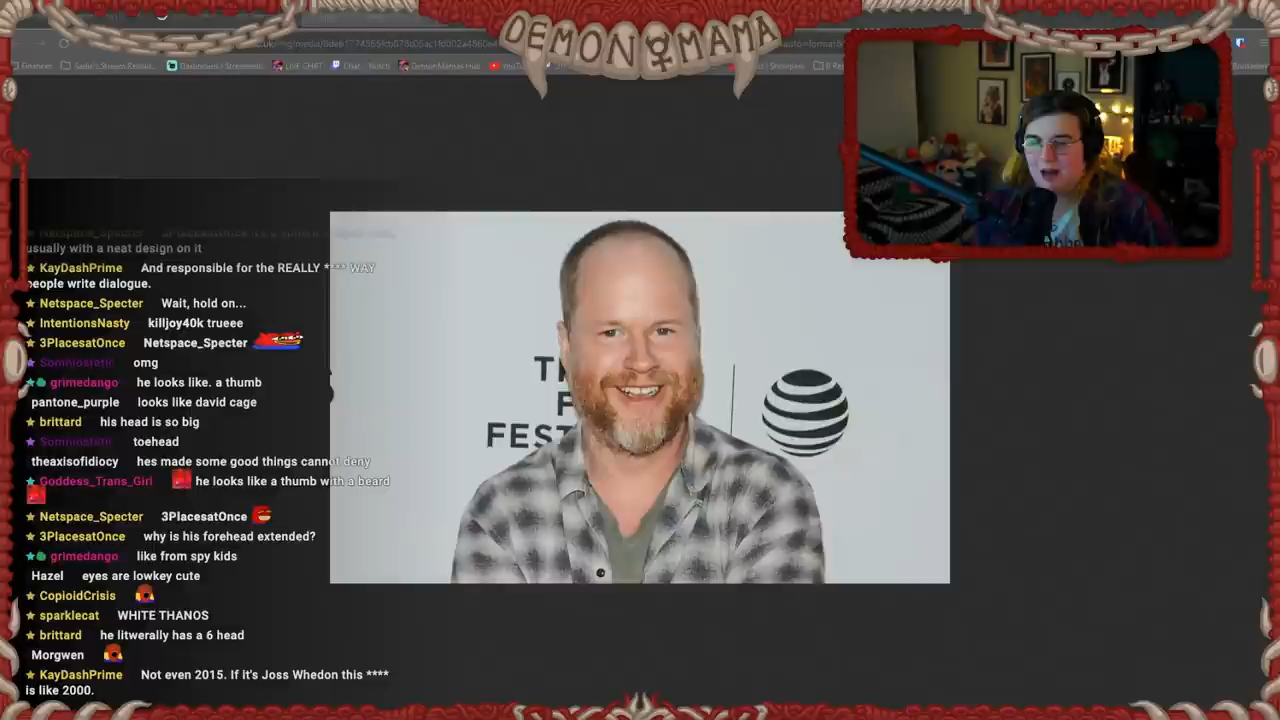 DEMON MAMA
usually with a neat design on it
KayDashPrime And responsible for the REALLY **** WAY
people write dialogue.
Netspace_Specter Wait, hold on...
IntentionsNasty killjoy40k trueee
3PlacesatOnce Netspace_Specter
Somniostatic omg
grimedango he looks like. a thumb
pantone_purple looks like david cage
brittard his head is so big
Somniostatic toehead
theaxisofidiocy hes made some good things cannot deny
Goddess_Trans_Girl he looks like a thumb with a beard
Netspace_Specter 3PlacesatOnce
3PlacesatOnce why is his forehead extended?
grimedango like from spy kids
Hazel eyes are lowkey cute
CopioidCrisis
sparklecat WHITE THANOS
brittard he litwerally has a 6 head
Morgwen
KayDashPrime Not even 2015. If it's Joss Whedon this ****
is like 2000.
FEST